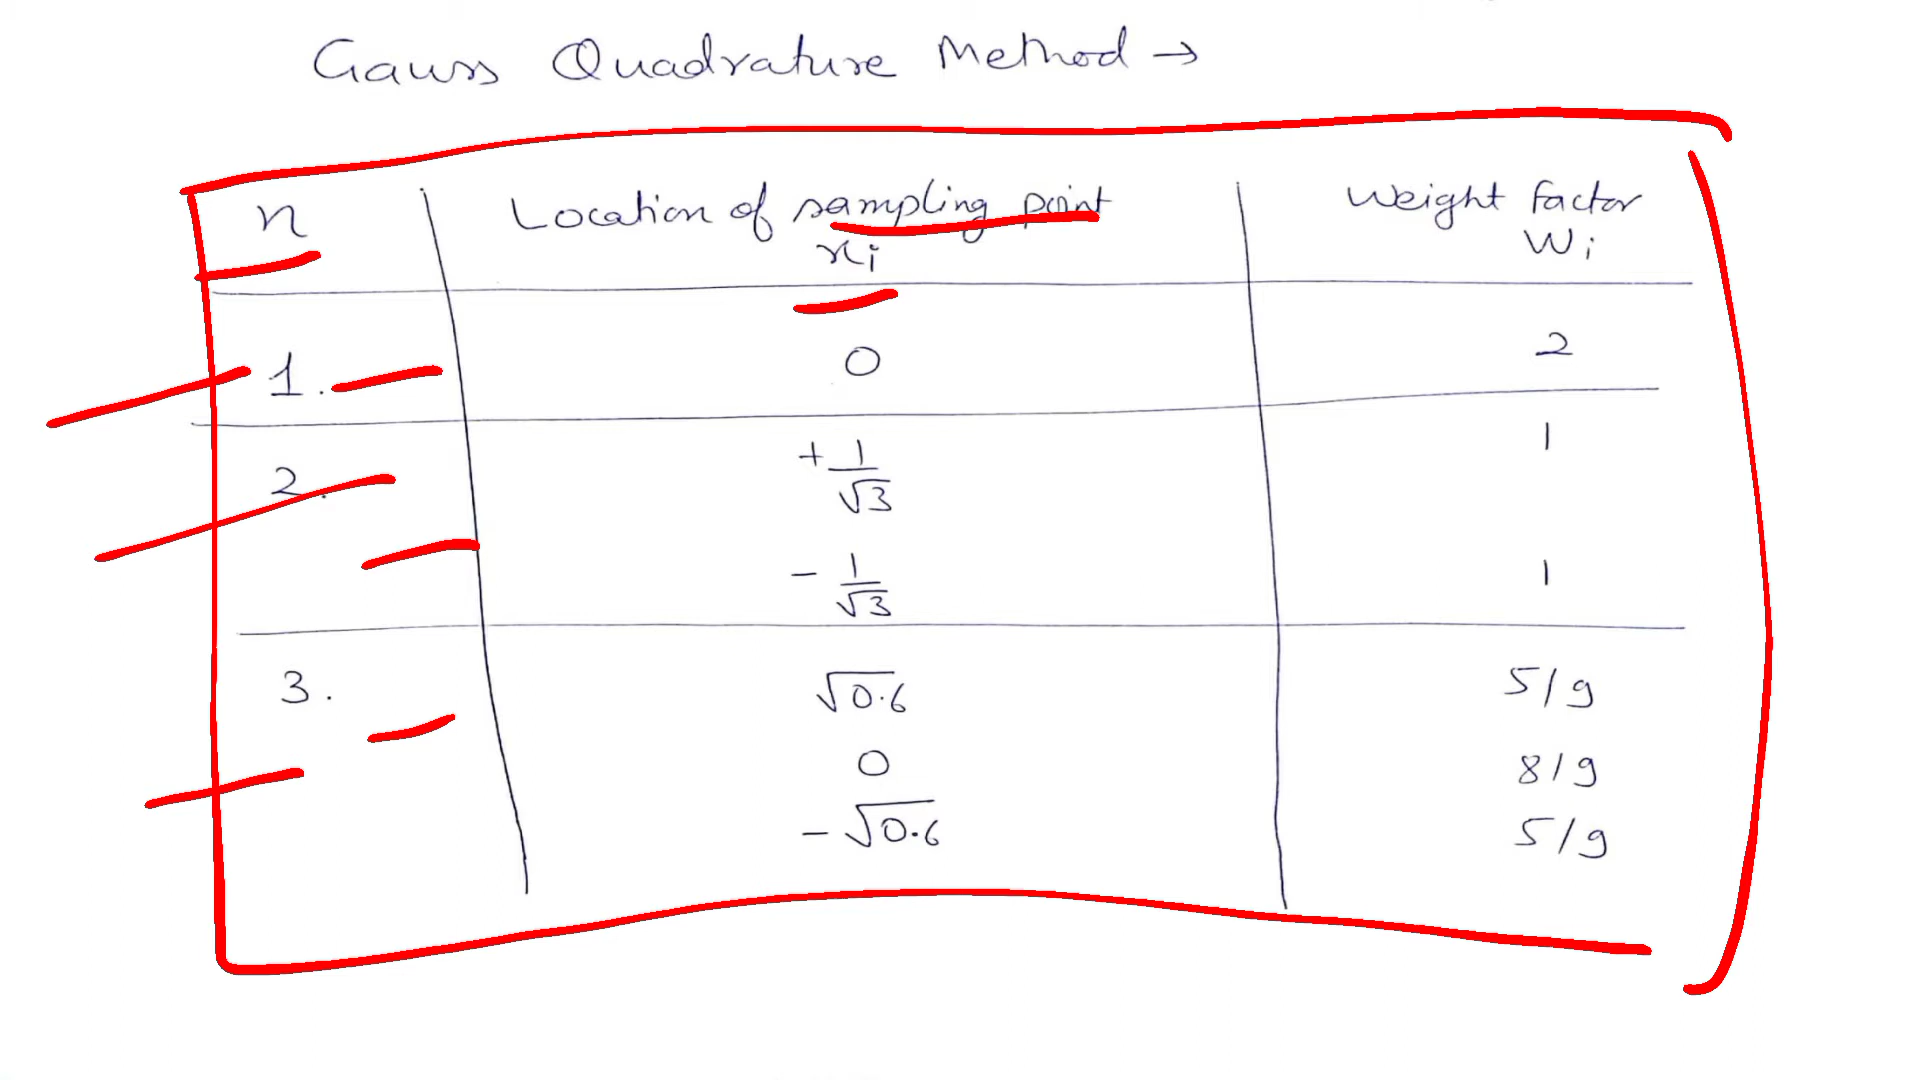 Gauss Quadrature Method →
n Location of sampling point Weight factor
xi Wi
1. 0 2
2. +1/√3 1
-1/√3 1
3. √0.6 5/9
0 8/9
-√0.6 5/9